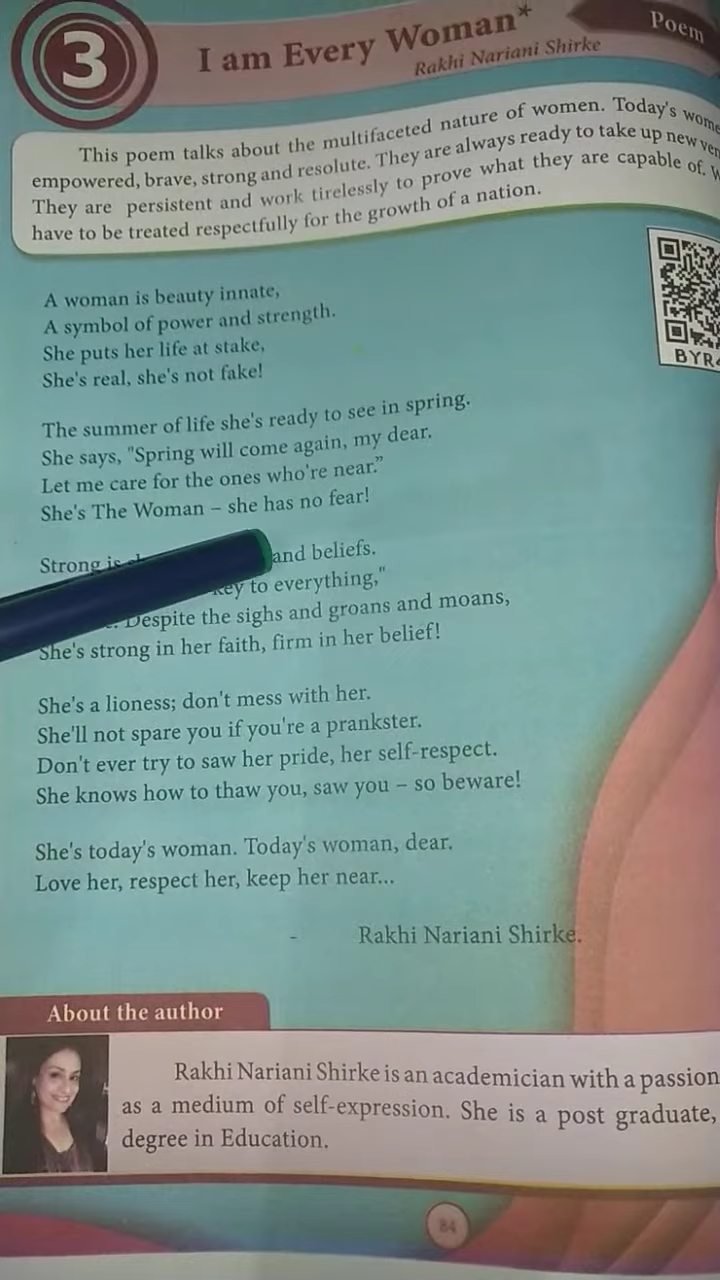 3
I am Every Woman*
Poem
Rakhi Nariani Shirke
This poem talks about the multifaceted nature of women. Today's
empowered, brave, strong and resolute. They are always ready to take up new
They are persistent and work tirelessly to prove what they are capable of.
have to be treated respectfully for the growth of a nation.
A woman is beauty innate,
A symbol of power and strength.
She puts her life at stake,
She's real, she's not fake!
The summer of life she's ready to see in spring.
She says, "Spring will come again, my dear.
Let me care for the ones who're near."
She's The Woman – she has no fear!
Strong is and beliefs.
key to everything,"
Despite the sighs and groans and moans,
She's strong in her faith, firm in her belief!
She's a lioness; don't mess with her.
She'll not spare you if you're a prankster.
Don't ever try to saw her pride, her self-respect.
She knows how to thaw you, saw you – so beware!
She's today's woman. Today's woman, dear.
Love her, respect her, keep her near...
- Rakhi Nariani Shirke.
About the author
Rakhi Nariani Shirke is an academician with a passion
as a medium of self-expression. She is a post graduate,
degree in Education.
84